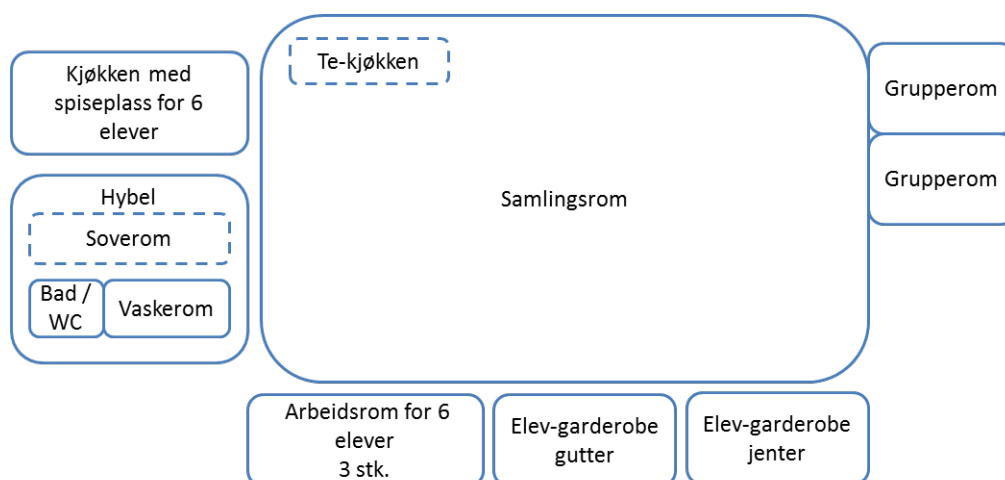 Te-kjøkken
Kjøkken med
spiseplass for 6
elever
Grupperom
Grupperom
Samlingsrom
Hybel
Soverom
Bad /
WC
Vaskerom
Arbeidsrom for 6
elever
3 stk.
Elev-garderobe
gutter
Elev-garderobe
jenter